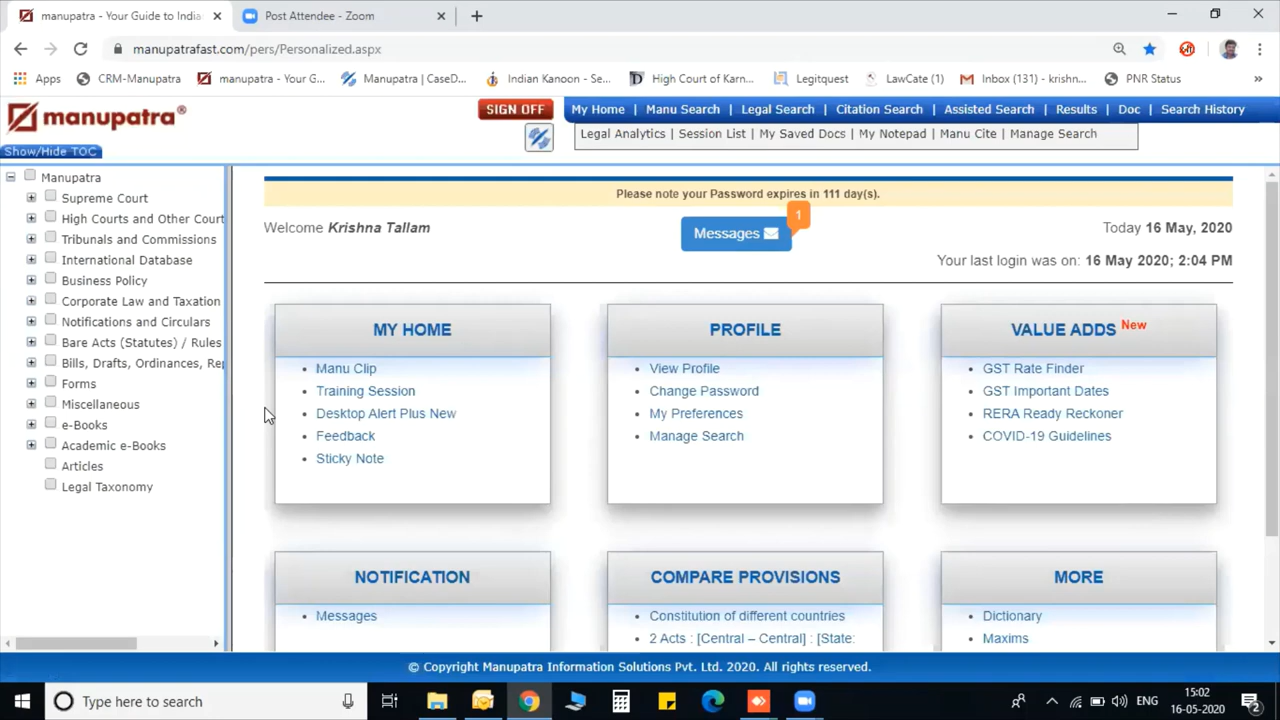 manupatra - Your Guide to India
Post Attendee - Zoom
manupatrafast.com/pers/Personalized.aspx
Apps
CRM-Manupatra
manupatra - Your G...
Manupatra | CaseD...
Indian Kanoon - Se...
High Court of Karn...
Legitquest
LawCate (1)
Inbox (131) - krishn...
PNR Status
manupatra®
SIGN OFF
My Home | Manu Search | Legal Search | Citation Search | Assisted Search | Results | Doc | Search History
Legal Analytics | Session List | My Saved Docs | My Notepad | Manu Cite | Manage Search
Show/Hide TOC
Manupatra
Supreme Court
High Courts and Other Court
Tribunals and Commissions
International Database
Business Policy
Corporate Law and Taxation
Notifications and Circulars
Bare Acts (Statutes) / Rules
Bills, Drafts, Ordinances, Rep
Forms
Miscellaneous
e-Books
Academic e-Books
Articles
Legal Taxonomy
Please note your Password expires in 111 day(s).
Welcome Krishna Tallam
Messages
1
Today 16 May, 2020
Your last login was on: 16 May 2020; 2:04 PM
MY HOME
Manu Clip
Training Session
Desktop Alert Plus New
Feedback
Sticky Note
PROFILE
View Profile
Change Password
My Preferences
Manage Search
VALUE ADDS New
GST Rate Finder
GST Important Dates
RERA Ready Reckoner
COVID-19 Guidelines
NOTIFICATION
Messages
COMPARE PROVISIONS
Constitution of different countries
2 Acts : [Central – Central] : [State:
MORE
Dictionary
Maxims
© Copyright Manupatra Information Solutions Pvt. Ltd. 2020. All rights reserved.
Type here to search
ENG
15:02
16-05-2020
2